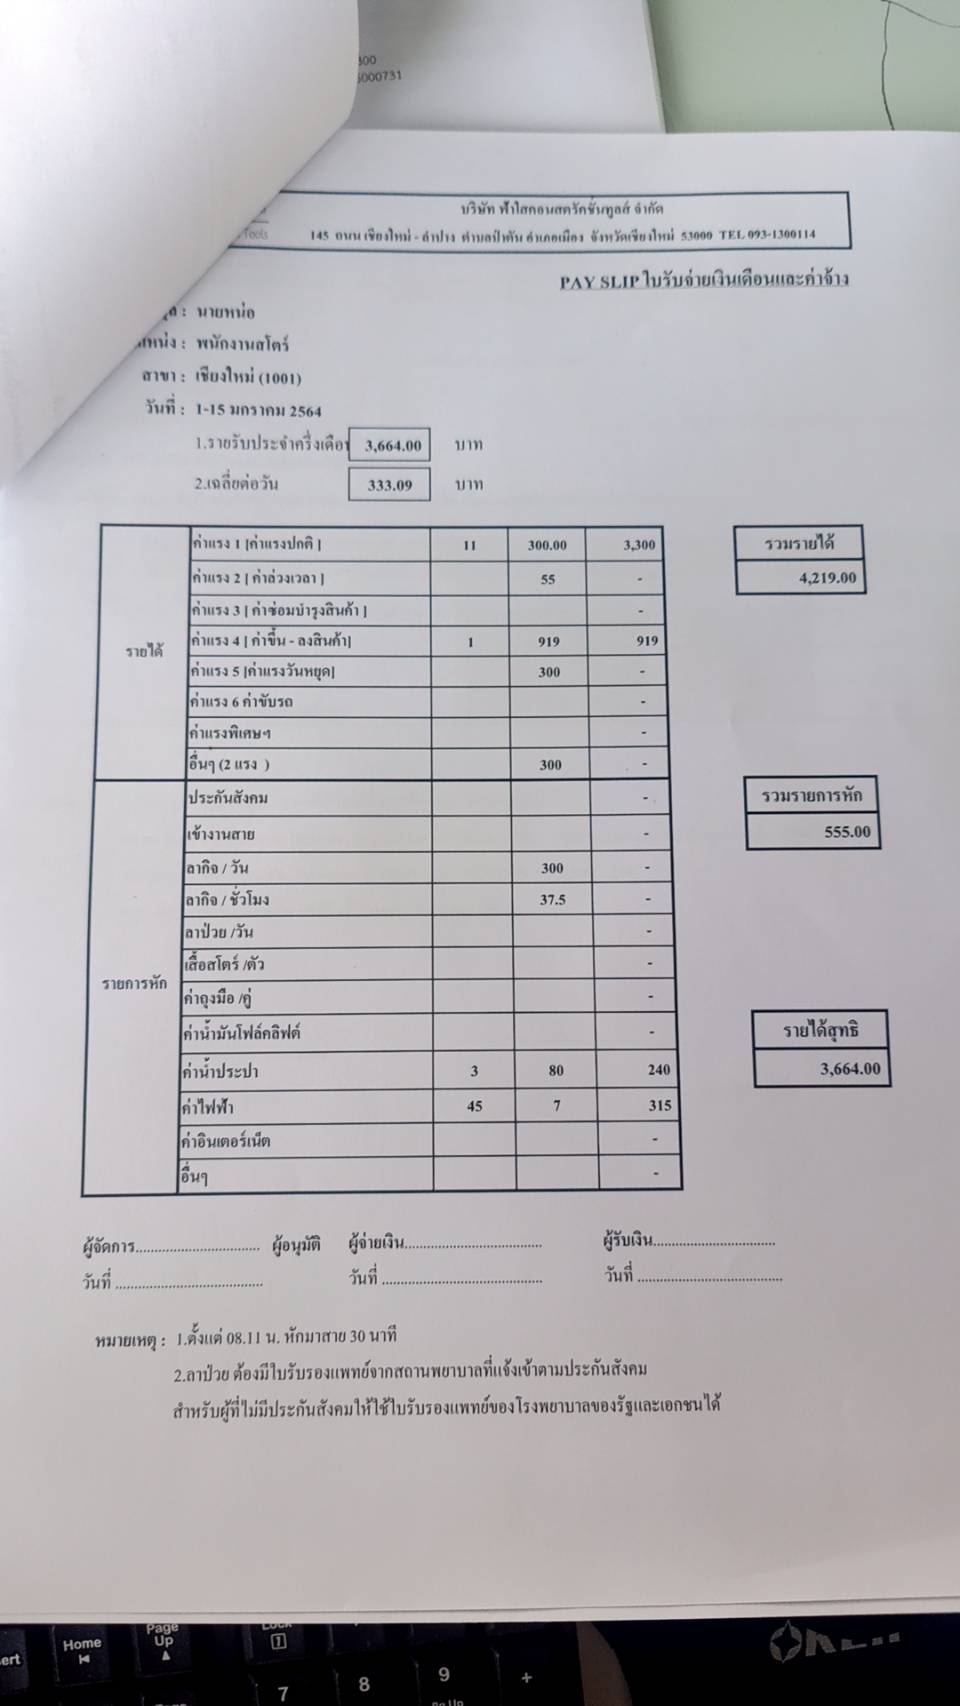 300
5000731
Tools
บริษัท ฟ้าใสคอนสตรัคชั่นทูลส์ จำกัด
145 ถนน เชียงใหม่ - ลำปาง ตำบลป่าตัน อำเภอเมือง จังหวัดเชียงใหม่ 53000 TEL 093-1300114
PAY SLIP ใบรับจ่ายเงินเดือนและค่าจ้าง
: นายหน่อ
: พนักงานสโตร์
สาขา : เชียงใหม่ (1001)
วันที่ : 1-15 มกราคม 2564
1.รายรับประจำครึ่งเดือน 3,664.00 บาท
2.เฉลี่ยต่อวัน 333.09 บาท
รายได้
ค่าแรง 1 [ค่าแรงปกติ ] 11 300.00 3,300
ค่าแรง 2 [ ค่าล่วงเวลา ] 55 -
ค่าแรง 3 [ ค่าซ่อมบำรุงสินค้า ] -
ค่าแรง 4 [ ค่าขึ้น - ลงสินค้า] 1 919 919
ค่าแรง 5 [ค่าแรงวันหยุด] 300 -
ค่าแรง 6 ค่าขับรถ -
ค่าแรงพิเศษฯ -
อื่นๆ (2 แรง ) 300 -
รวมรายได้
4,219.00
รายการหัก
ประกันสังคม -
เข้างานสาย -
ลากิจ / วัน 300 -
ลากิจ / ชั่วโมง 37.5 -
ลาป่วย /วัน -
เสื้อสโตร์ /ตัว -
ค่าถุงมือ /คู่ -
ค่าน้ำมันโฟล์คลิฟต์ -
ค่าน้ำประปา 3 80 240
ค่าไฟฟ้า 45 7 315
ค่าอินเตอร์เน็ต -
อื่นๆ -
รวมรายการหัก
555.00
รายได้สุทธิ
3,664.00
ผู้จัดการ................................ ผู้อนุมัติ ผู้จ่ายเงิน.................................... ผู้รับเงิน................................
วันที่ ...................................... วันที่ .......................................... วันที่ ......................................
หมายเหตุ : 1.ตั้งแต่ 08.11 น. หักมาสาย 30 นาที
2.ลาป่วย ต้องมีใบรับรองแพทย์จากสถานพยาบาลที่แจ้งเข้าตามประกันสังคม
สำหรับผู้ที่ไม่มีประกันสังคมให้ใช้ใบรับรองแพทย์ของโรงพยาบาลของรัฐและเอกชนได้
Home
Page
Up
Lock
1
7
8
9
+